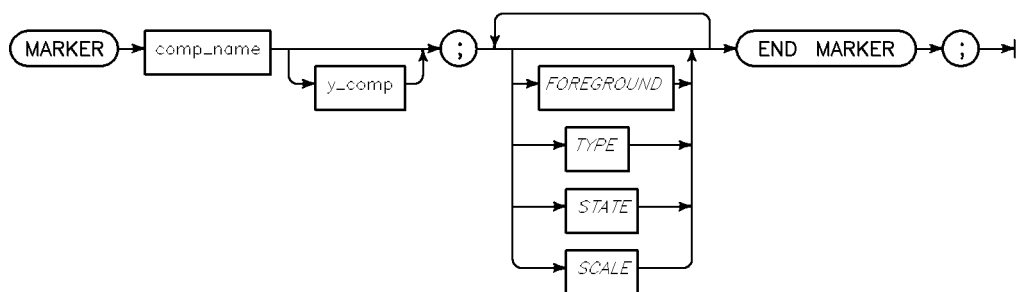 MARKER comp_name ; END MARKER ;
y_comp
FOREGROUND
TYPE
STATE
SCALE